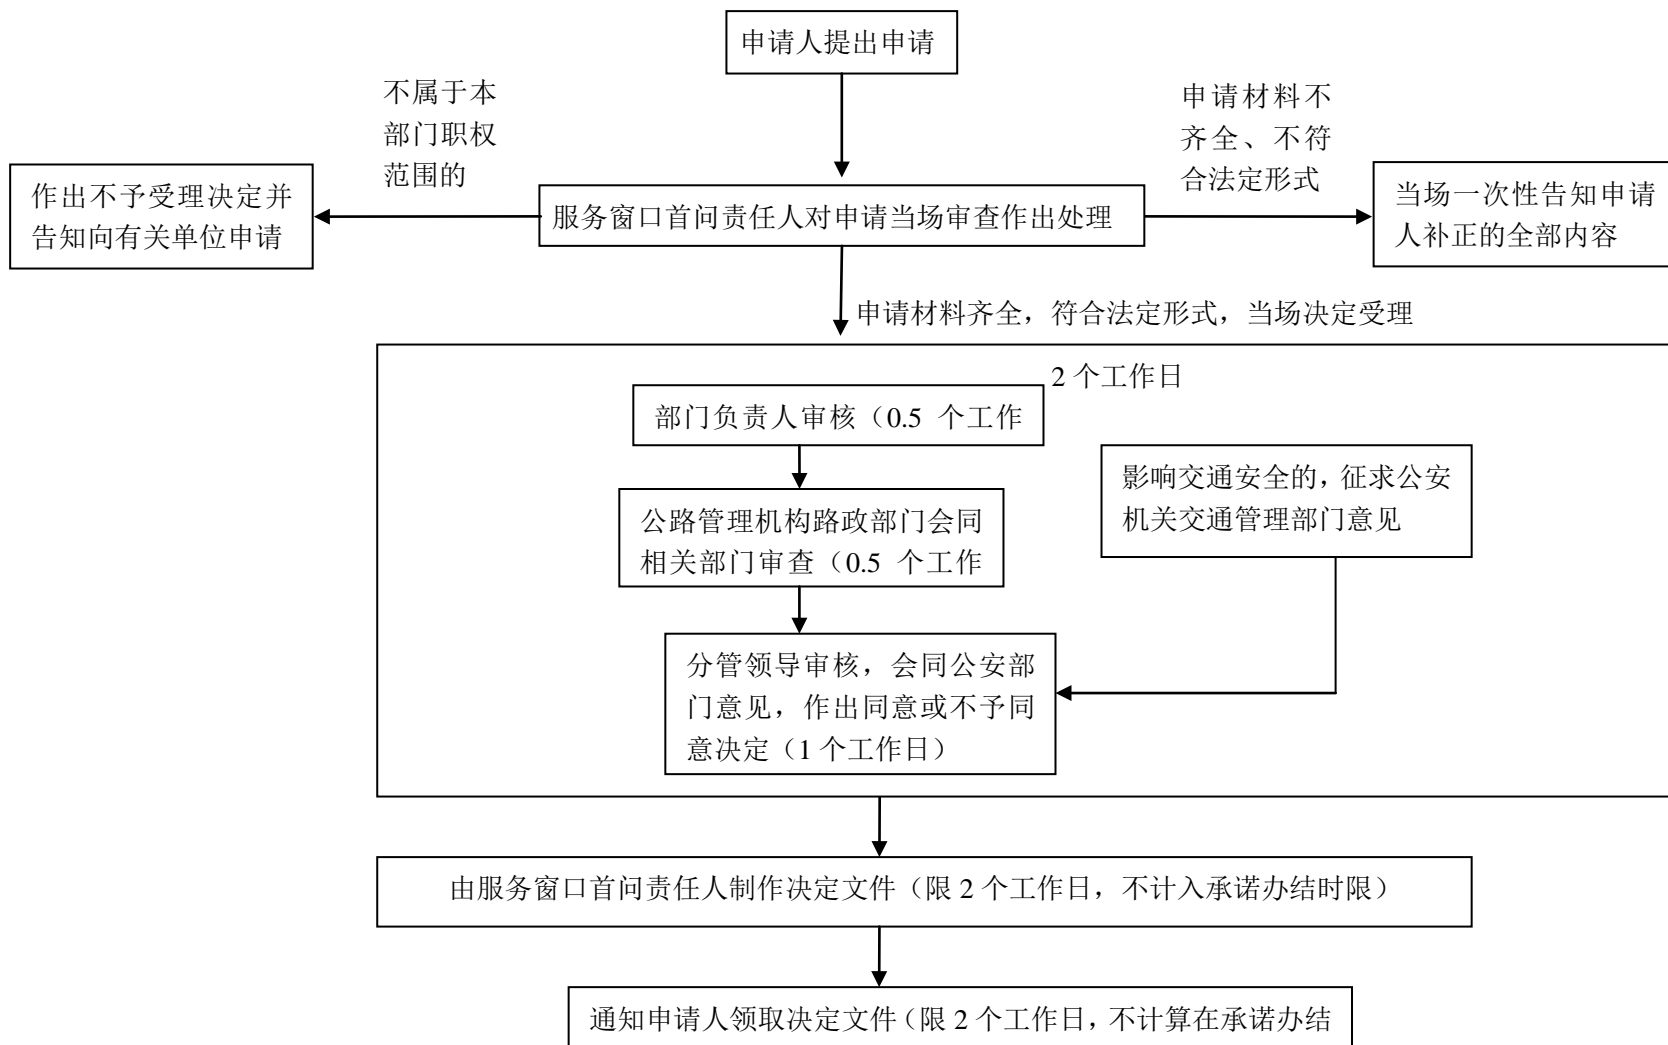 申请人提出申请
不属于本
部门职权
范围的
申请材料不
齐全、不符
合法定形式
作出不予受理决定并
告知向有关单位申请
服务窗口首问责任人对申请当场审查作出处理
当场一次性告知申请
人补正的全部内容
申请材料齐全，符合法定形式，当场决定受理
2 个工作日
部门负责人审核（0.5 个工作
公路管理机构路政部门会同
相关部门审查（0.5 个工作
影响交通安全的，征求公安
机关交通管理部门意见
分管领导审核，会同公安部
门意见，作出同意或不予同
意决定（1 个工作日）
由服务窗口首问责任人制作决定文件（限 2 个工作日，不计入承诺办结时限）
通知申请人领取决定文件（限 2 个工作日，不计算在承诺办结